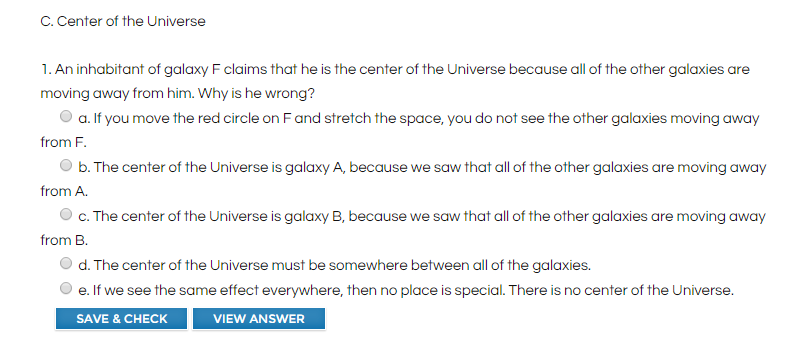 C. Center of the Universe
1. An inhabitant of galaxy F claims that he is the center of the Universe because all of the other galaxies are
moving away from him. Why is he wrong?
a. If you move the red circle on F and stretch the space, you do not see the other galaxies moving away
from F.
b. The center of the Universe is galaxy A, because we saw that all of the other galaxies are moving away
from A.
c. The center of the Universe is galaxy B, because we saw that all of the other galaxies are moving away
from B.
d. The center of the Universe must be somewhere between all of the galaxies.
e. If we see the same effect everywhere, then no place is special. There is no center of the Universe.
SAVE & CHECK VIEW ANSWER